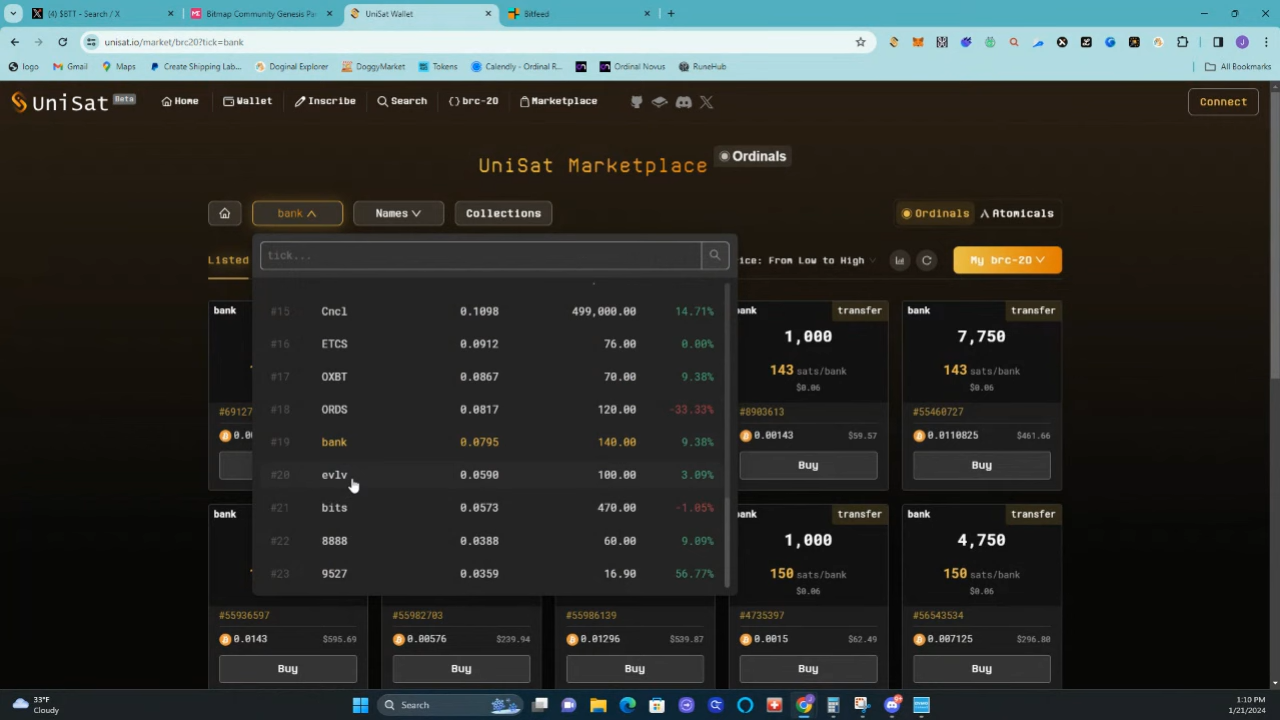 (4) $BTT - Search / X
Bitmap Community Genesis Par
UniSat Wallet
Bitfeed
unisat.io/market/brc20?tick=bank
logo
Gmail
Maps
Create Shipping Lab...
Doginal Explorer
DoggyMarket
Tokens
Calendly - Ordinal R...
Ordinal Novus
RuneHub
All Bookmarks
UniSat Beta
Home
Wallet
Inscribe
Search
brc-20
Marketplace
Connect
UniSat Marketplace
Ordinals
bank
Names
Collections
Ordinals
Atomicals
Listed
tick...
ice: From Low to High
My brc-20
#15 Cncl 0.1098 499,000.00 14.71%
#16 ETCS 0.0912 76.00 0.00%
#17 OXBT 0.0867 70.00 9.38%
#18 ORDS 0.0817 120.00 -33.33%
#19 bank 0.0795 140.00 9.38%
#20 evlv 0.0590 100.00 3.09%
#21 bits 0.0573 470.00 -1.05%
#22 8888 0.0388 60.00 9.09%
#23 9527 0.0359 16.90 56.77%
bank
#69127
0.00
ank transfer
1,000
143 sats/bank
$0.06
#8903613
0.00143 $59.57
Buy
bank transfer
7,750
143 sats/bank
$0.06
#55460727
0.0110825 $461.66
Buy
bank
#55936597
0.0143 $595.69
Buy
#55982703
0.00576 $239.94
Buy
#55986139
0.01296 $539.87
Buy
bank transfer
1,000
150 sats/bank
$0.06
#4735397
0.0015 $62.49
Buy
bank transfer
4,750
150 sats/bank
$0.06
#56543534
0.007125 $296.80
Buy
33°F
Cloudy
Search
1:10 PM
1/21/2024